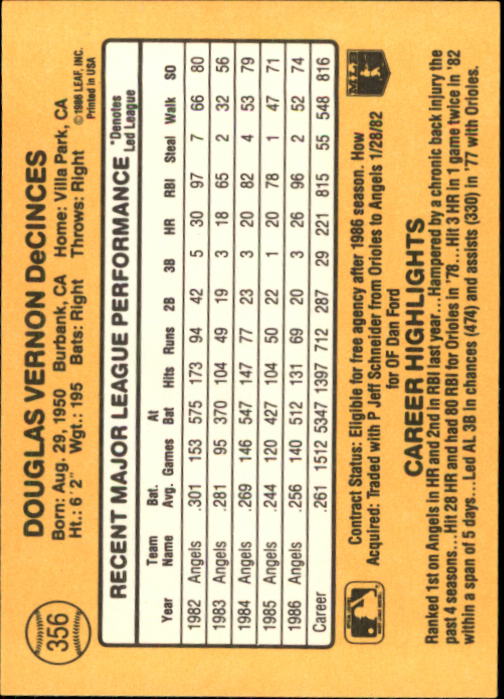 356
DOUGLAS VERNON DeCINCES
Born: Aug. 29, 1950 Burbank, CA Home: Villa Park, CA
Ht.: 6' 2" Wgt.: 195 Bats: Right Throws: Right
© 1986 LEAF, INC.
Printed in USA
RECENT MAJOR LEAGUE PERFORMANCE *Denotes Led League
Year Team Name Bat. Avg. Games At Bat Hits Runs 2B 3B HR RBI Steal Walk SO
1982 Angels .301 153 575 173 94 42 5 30 97 7 66 80
1983 Angels .281 95 370 104 49 19 3 18 65 2 32 56
1984 Angels .269 146 547 147 77 23 3 20 82 4 53 79
1985 Angels .244 120 427 104 50 22 1 20 78 1 47 71
1986 Angels .256 140 512 131 69 20 3 26 96 2 52 74
Career .261 1512 5347 1397 712 287 29 221 815 55 548 816
Contract Status: Eligible for free agency after 1986 season. How
Acquired: Traded with P Jeff Schneider from Orioles to Angels 1/28/82
for OF Dan Ford
MLB
CAREER HIGHLIGHTS
Ranked 1st on Angels in HR and 2nd in RBI last year...Hampered by a chronic back injury the
past 4 seasons...Hit 28 HR and had 80 RBI for Orioles in '78...Hit 3 HR in 1 game twice in '82
within a span of 5 days...Led AL 3B in chances (474) and assists (330) in '77 with Orioles.